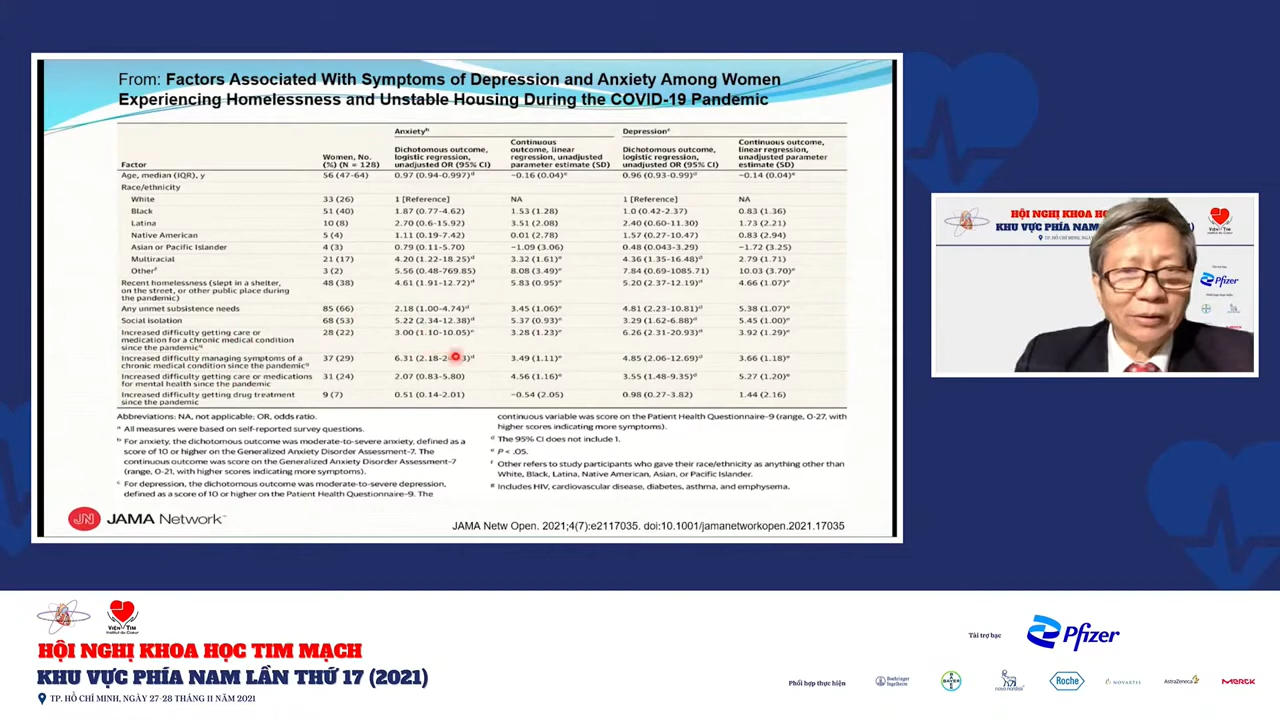 From: Factors Associated With Symptoms of Depression and Anxiety Among Women
Experiencing Homelessness and Unstable Housing During the COVID-19 Pandemic
Anxietyᵇ Depressionᶜ
Factor
Women, No.
(%) (N = 128)
Dichotomous outcome,
logistic regression,
unadjusted OR (95% CI)
Continuous
outcome, linear
regression, unadjusted
parameter estimate (SD)
Dichotomous outcome,
logistic regression,
unadjusted OR (95% CI)
Continuous outcome,
linear regression,
unadjusted parameter
estimate (SD)
Age, median (IQR), y 56 (47-64) 0.97 (0.94-0.997)ᵈ −0.16 (0.04)ᵉ 0.96 (0.93-0.99)ᵈ −0.14 (0.04)ᵉ
Race/ethnicity
White 33 (26) 1 [Reference] NA 1 [Reference] NA
Black 51 (40) 1.87 (0.77-4.62) 1.53 (1.28) 1.0 (0.42-2.37) 0.83 (1.36)
Latina 10 (8) 2.70 (0.6-15.92) 3.51 (2.08) 2.40 (0.60-11.30) 1.73 (2.21)
Native American 5 (4) 1.11 (0.19-7.42) 0.01 (2.78) 1.57 (0.27-10.47) 0.83 (2.94)
Asian or Pacific Islander 4 (3) 0.79 (0.11-5.70) −1.09 (3.06) 0.48 (0.043-3.29) −1.72 (3.25)
Multiracial 21 (17) 4.20 (1.22-18.25)ᵈ 3.32 (1.61)ᵉ 4.36 (1.35-16.48)ᵈ 2.79 (1.71)
Otherᶠ 3 (2) 5.56 (0.48-769.85) 8.08 (3.49)ᵉ 7.84 (0.69-1085.71) 10.03 (3.70)ᵉ
Recent homelessness (slept in a shelter, 48 (38) 4.61 (1.91-12.72)ᵈ 5.83 (0.95)ᵉ 5.20 (2.37-12.19)ᵈ 4.66 (1.07)ᵉ
on the street, or other public place during
the pandemic)
Any unmet subsistence needs 85 (66) 2.18 (1.00-4.74)ᵈ 3.45 (1.06)ᵉ 4.81 (2.23-10.81)ᵈ 5.38 (1.07)ᵉ
Social isolation 68 (53) 5.22 (2.34-12.38)ᵈ 5.37 (0.93)ᵉ 3.29 (1.62-6.88)ᵈ 5.45 (1.00)ᵉ
Increased difficulty getting care or 28 (22) 3.00 (1.10-10.05)ᵉ 3.28 (1.23)ᵉ 6.26 (2.31-20.93)ᵈ 3.92 (1.29)ᵉ
medication for a chronic medical condition
since the pandemicᵍ
Increased difficulty managing symptoms of a 37 (29) 6.31 (2.18- 3.49 (1.11)ᵉ 4.85 (2.06-12.69)ᵈ 3.66 (1.18)ᵉ
chronic medical condition since the pandemicᵍ
Increased difficulty getting care or medications 31 (24) 2.07 (0.83-5.80) 4.56 (1.16)ᵉ 3.55 (1.48-9.35)ᵈ 5.27 (1.20)ᵉ
for mental health since the pandemic
Increased difficulty getting drug treatment 9 (7) 0.51 (0.14-2.01) −0.54 (2.05) 0.98 (0.27-3.82) 1.44 (2.16)
since the pandemic
Abbreviations: NA, not applicable; OR, odds ratio.
ᵃ All measures were based on self-reported survey questions.
ᵇ For anxiety, the dichotomous outcome was moderate-to-severe anxiety, defined as a
score of 10 or higher on the Generalized Anxiety Disorder Assessment-7. The
continuous outcome was score on the Generalized Anxiety Disorder Assessment-7
(range, 0-21, with higher scores indicating more symptoms).
ᶜ For depression, the dichotomous outcome was moderate-to-severe depression,
defined as a score of 10 or higher on the Patient Health Questionnaire-9. The
continuous variable was score on the Patient Health Questionnaire-9 (range, 0-27, with
higher scores indicating more symptoms).
ᵈ The 95% CI does not include 1.
ᵉ P < .05.
ᶠ Other refers to study participants who gave their race/ethnicity as anything other than
White, Black, Latina, Native American, Asian, or Pacific Islander.
ᵍ Includes HIV, cardiovascular disease, diabetes, asthma, and emphysema.
JN JAMA Network™
JAMA Netw Open. 2021;4(7):e2117035. doi:10.1001/jamanetworkopen.2021.17035
HỘI NGHỊ KHOA HỌC
KHU VỰC PHÍA NAM
Pfizer
VIỆN TIM
Institut du Coeur
HỘI NGHỊ KHOA HỌC TIM MẠCH
KHU VỰC PHÍA NAM LẦN THỨ 17 (2021)
TP. HỒ CHÍ MINH, NGÀY 27-28 THÁNG 11 NĂM 2021
Tài trợ bạc
Pfizer
Phối hợp thực hiện
Boehringer
Ingelheim
BAYER
novo nordisk
Roche
NOVARTIS
AstraZeneca
MERCK